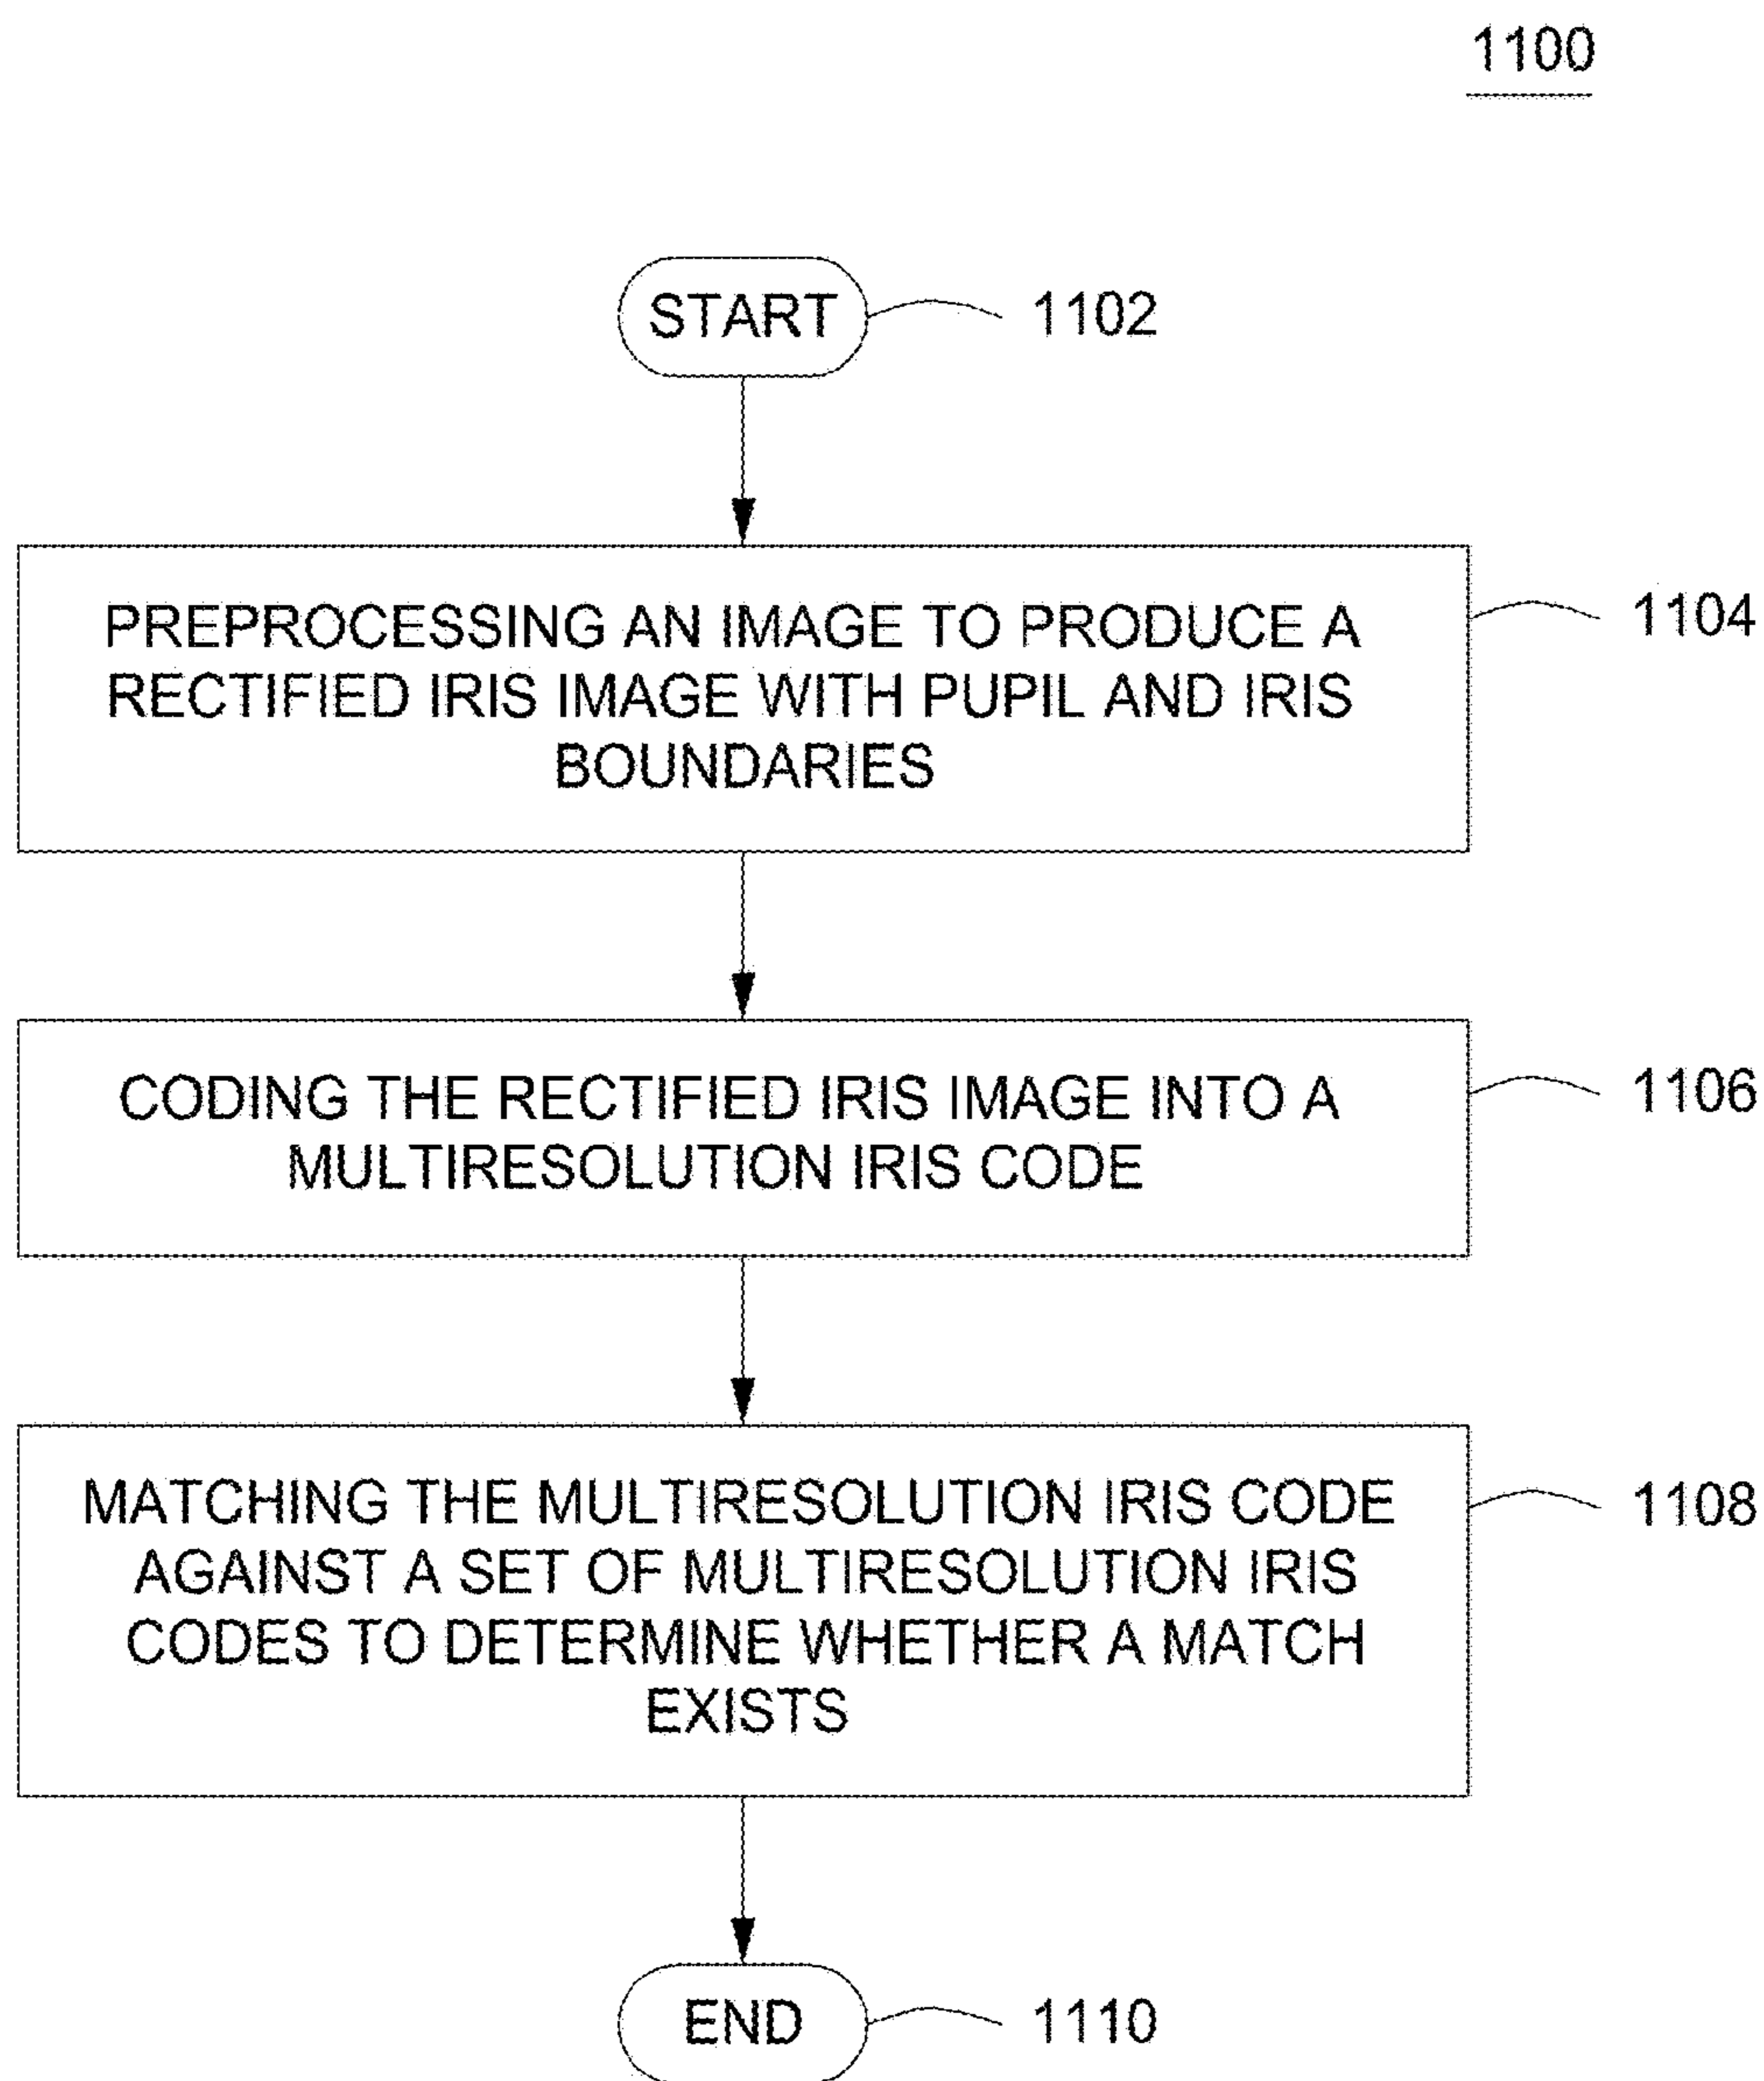 1100
START
1102
PREPROCESSING AN IMAGE TO PRODUCE A
RECTIFIED IRIS IMAGE WITH PUPIL AND IRIS
BOUNDARIES
1104
CODING THE RECTIFIED IRIS IMAGE INTO A
MULTIRESOLUTION IRIS CODE
1106
MATCHING THE MULTIRESOLUTION IRIS CODE
AGAINST A SET OF MULTIRESOLUTION IRIS
CODES TO DETERMINE WHETHER A MATCH
EXISTS
1108
END
1110